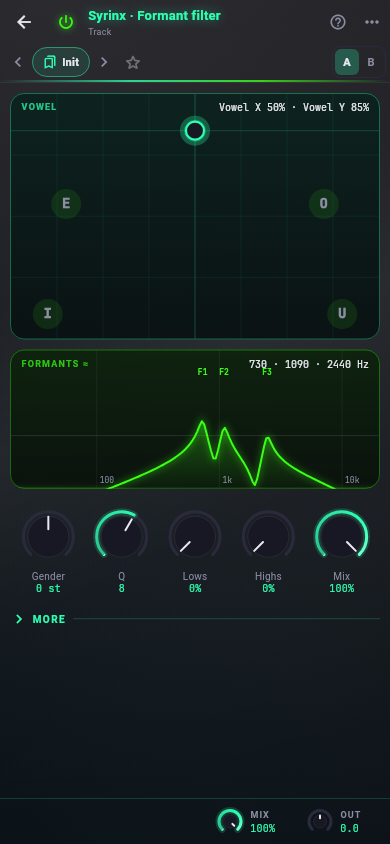 Syrinx · Formant filter
Track
Init
A B
VOWEL
Vowel X 50% · Vowel Y 85%
E
O
I
U
FORMANTS ≈
730 · 1090 · 2440 Hz
F1 F2 F3
100 1k 10k
Gender Q Lows Highs Mix
0 st 8 0% 0% 100%
MORE
MIX
100%
OUT
0.0